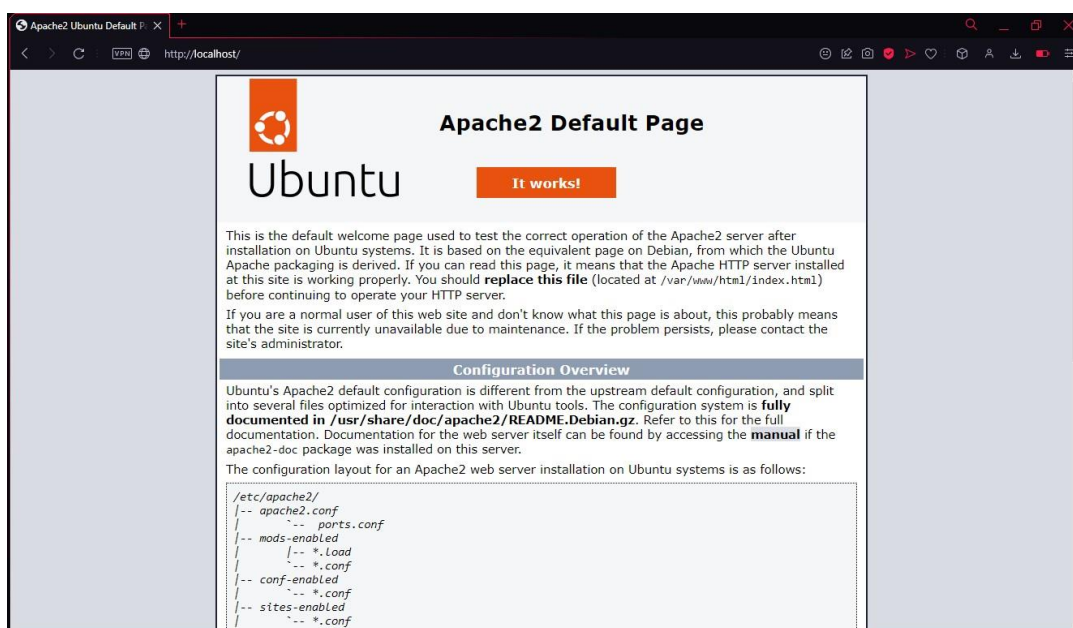 Apache2 Ubuntu Default P
VPN http://localhost/
Apache2 Default Page
Ubuntu
It works!
This is the default welcome page used to test the correct operation of the Apache2 server after
installation on Ubuntu systems. It is based on the equivalent page on Debian, from which the Ubuntu
Apache packaging is derived. If you can read this page, it means that the Apache HTTP server installed
at this site is working properly. You should replace this file (located at /var/www/html/index.html)
before continuing to operate your HTTP server.
If you are a normal user of this web site and don't know what this page is about, this probably means
that the site is currently unavailable due to maintenance. If the problem persists, please contact the
site's administrator.
Configuration Overview
Ubuntu's Apache2 default configuration is different from the upstream default configuration, and split
into several files optimized for interaction with Ubuntu tools. The configuration system is fully
documented in /usr/share/doc/apache2/README.Debian.gz. Refer to this for the full
documentation. Documentation for the web server itself can be found by accessing the manual if the
apache2-doc package was installed on this server.
The configuration layout for an Apache2 web server installation on Ubuntu systems is as follows:
/etc/apache2/
|-- apache2.conf
|       `--  ports.conf
|-- mods-enabled
|       |-- *.load
|       `-- *.conf
|-- conf-enabled
|       `-- *.conf
|-- sites-enabled
|       `-- *.conf